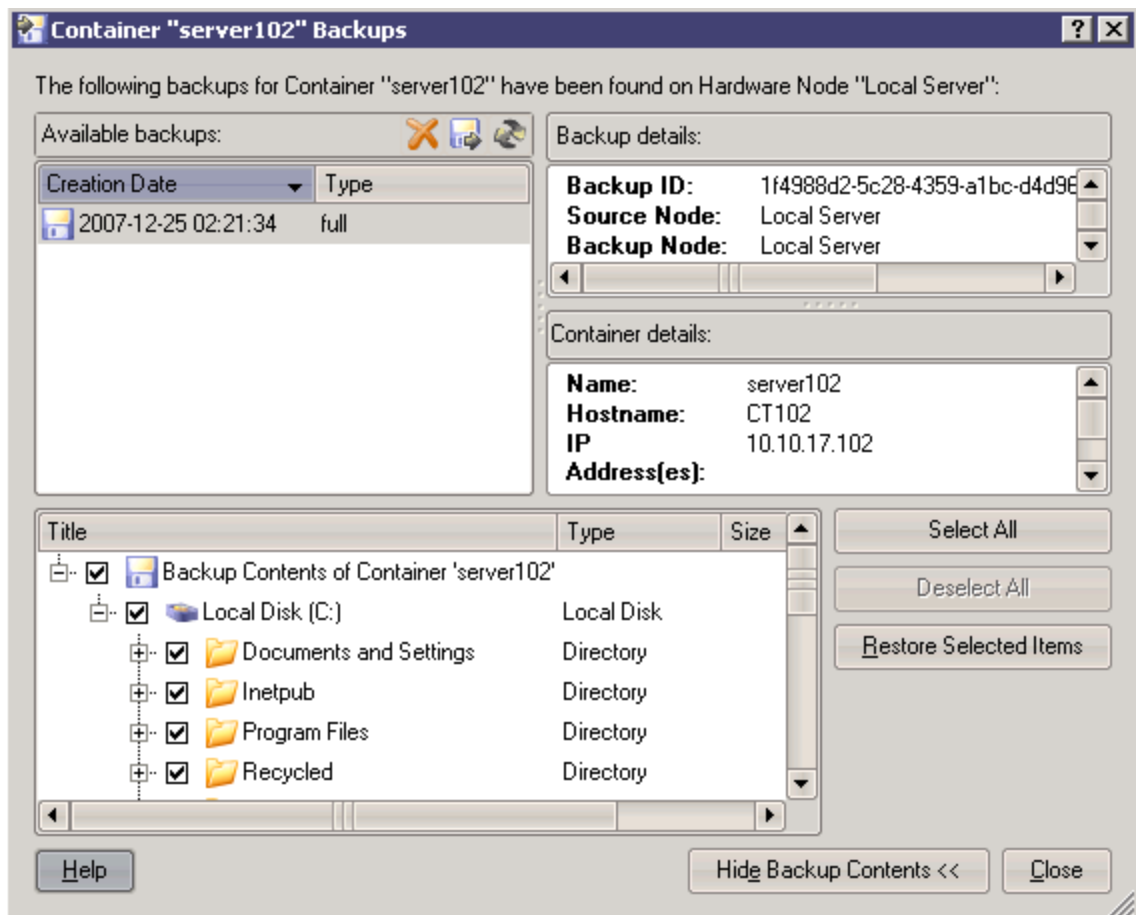 Container "server102" Backups
The following backups for Container "server102" have been found on Hardware Node "Local Server":
Available backups:
Creation Date Type
2007-12-25 02:21:34 full
Backup details:
Backup ID: 1f4988d2-5c28-4359-a1bc-d4d96
Source Node: Local Server
Backup Node: Local Server
Container details:
Name: server102
Hostname: CT102
IP 10.10.17.102
Address(es):
Title Type Size
Backup Contents of Container 'server102'
Local Disk (C:) Local Disk
Documents and Settings Directory
Inetpub Directory
Program Files Directory
Recycled Directory
Select All
Deselect All
Restore Selected Items
Help
Hide Backup Contents <<
Close